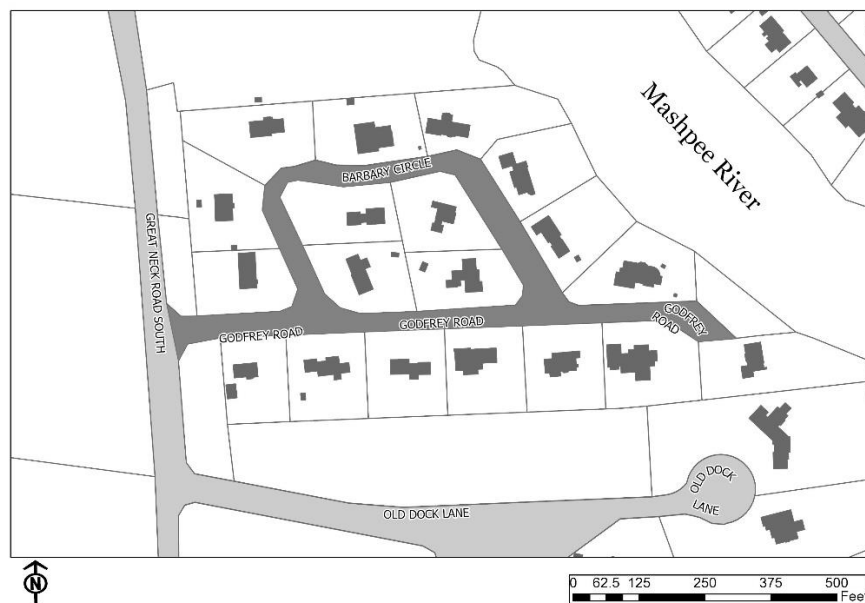 Mashpee River
BARBARY CIRCLE
GREAT NECK ROAD SOUTH
GODFREY ROAD
GODFREY ROAD
GODFREY
ROAD
OLD DOCK
LANE
OLD DOCK LANE
N
0 62.5 125 250 375 500
Fee